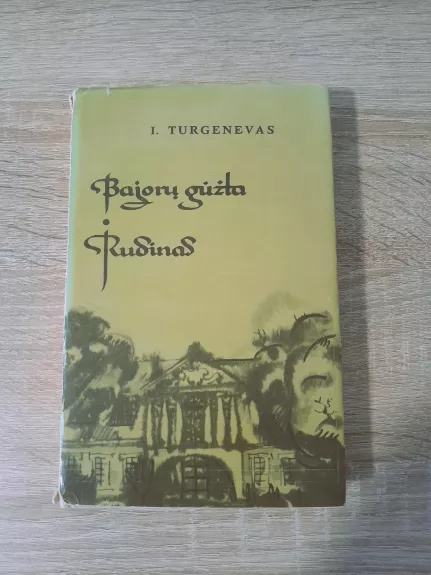 I. TURGENEVAS
Bajorų gūžta
Rudinas